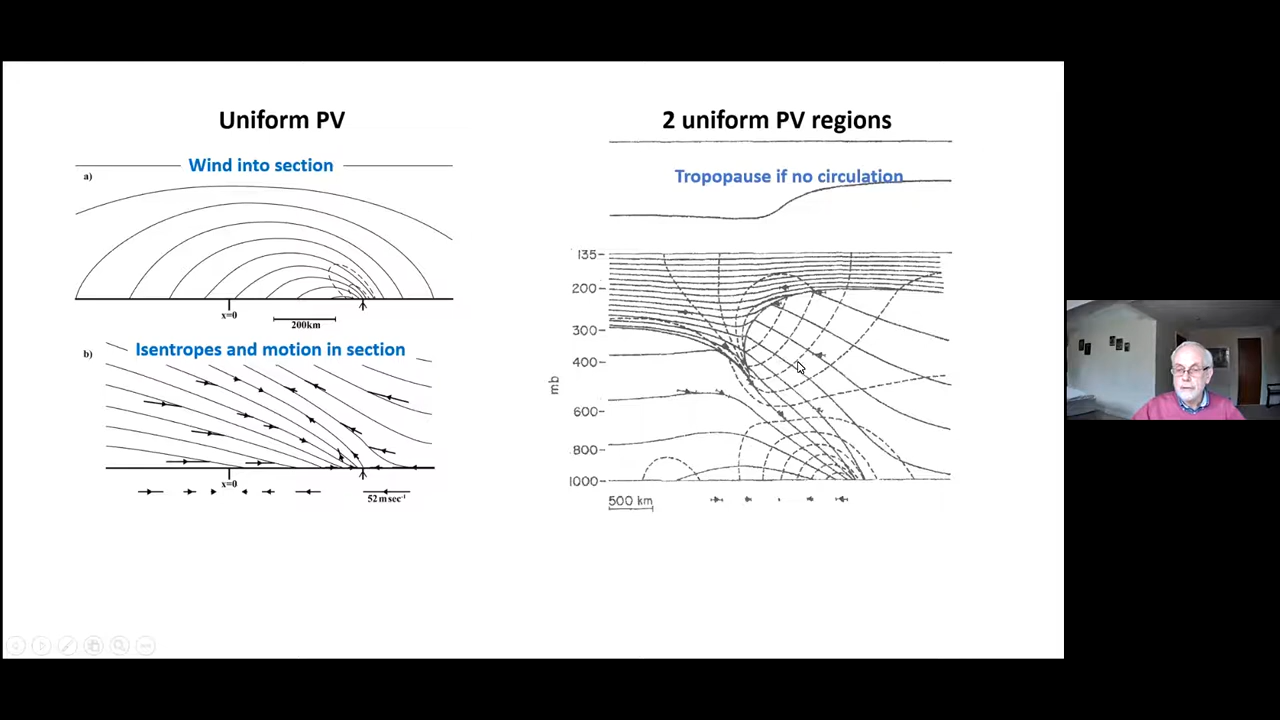 Uniform PV
Wind into section
a)
x=0
200km
b)
Isentropes and motion in section
x=0
52 m sec⁻¹
2 uniform PV regions
Tropopause if no circulation
135
200
300
400
mb
600
800
1000
500 km